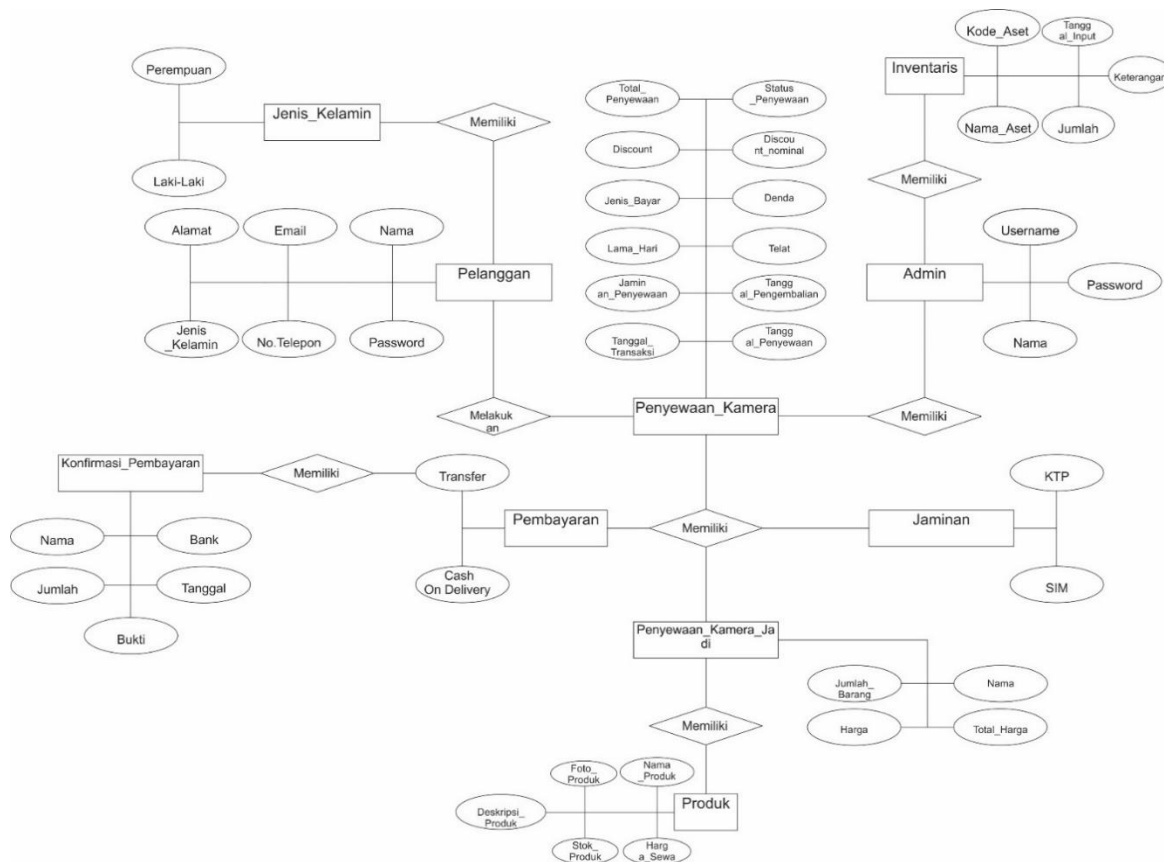 Kode_Aset
Tangg
al_Input
Inventaris
Keterangan
Nama_Aset
Jumlah
Memiliki
Perempuan
Jenis_Kelamin
Memiliki
Laki-Laki
Total_
Penyewaan
Status
_Penyewaan
Discount
Discou
nt_nominal
Jenis_Bayar
Denda
Lama_Hari
Telat
Jamin
an_Penyewaan
Tangg
al_Pengembalian
Tanggal_
Transaksi
Tangg
al_Penyewaan
Alamat
Email
Nama
Pelanggan
Jenis
_Kelamin
No.Telepon
Password
Username
Admin
Password
Nama
Melakuk
an
Penyewaan_Kamera
Memiliki
Konfirmasi_Pembayaran
Memiliki
Transfer
KTP
Pembayaran
Memiliki
Jaminan
Nama
Bank
Jumlah
Tanggal
Bukti
Cash
On Delivery
SIM
Penyewaan_Kamera_Ja
di
Jumlah_
Barang
Nama
Harga
Total_Harga
Memiliki
Foto_
Produk
Nama
_Produk
Deskripsi_
Produk
Produk
Stok_
Produk
Harg
a_Sewa